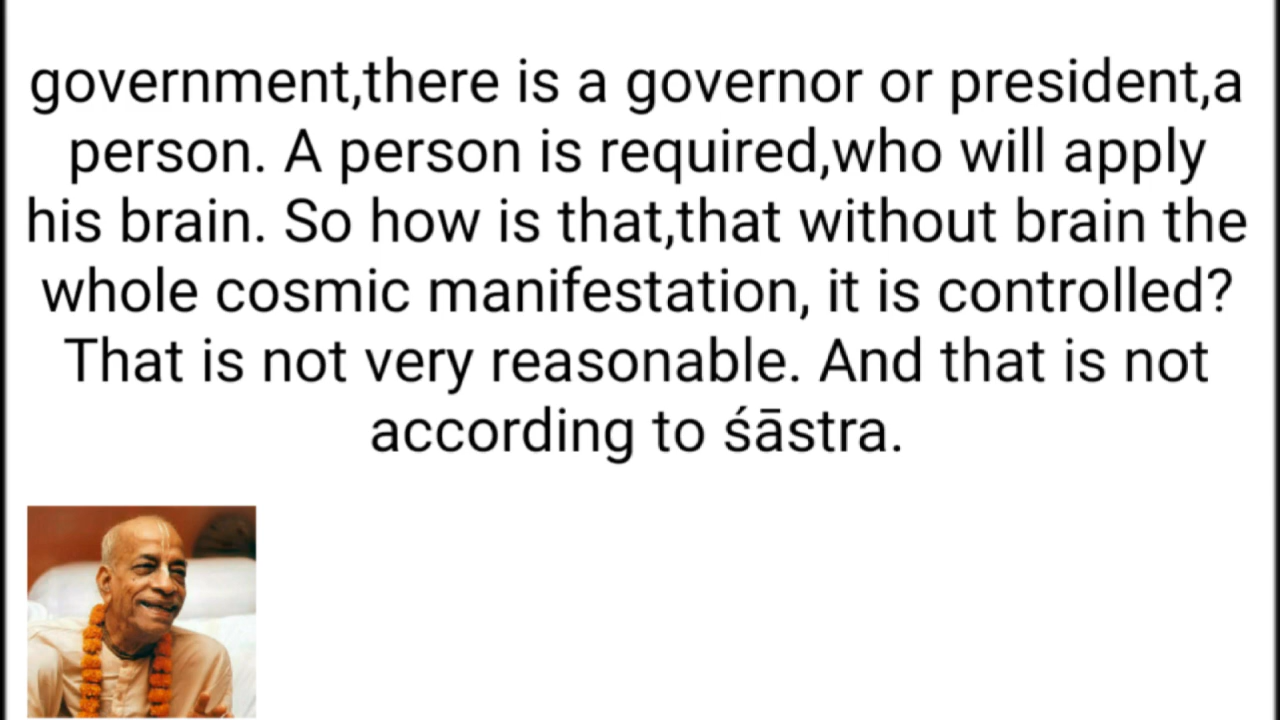 government,there is a governor or president,a
person. A person is required,who will apply
his brain. So how is that,that without brain the
whole cosmic manifestation, it is controlled?
That is not very reasonable. And that is not
according to śāstra.